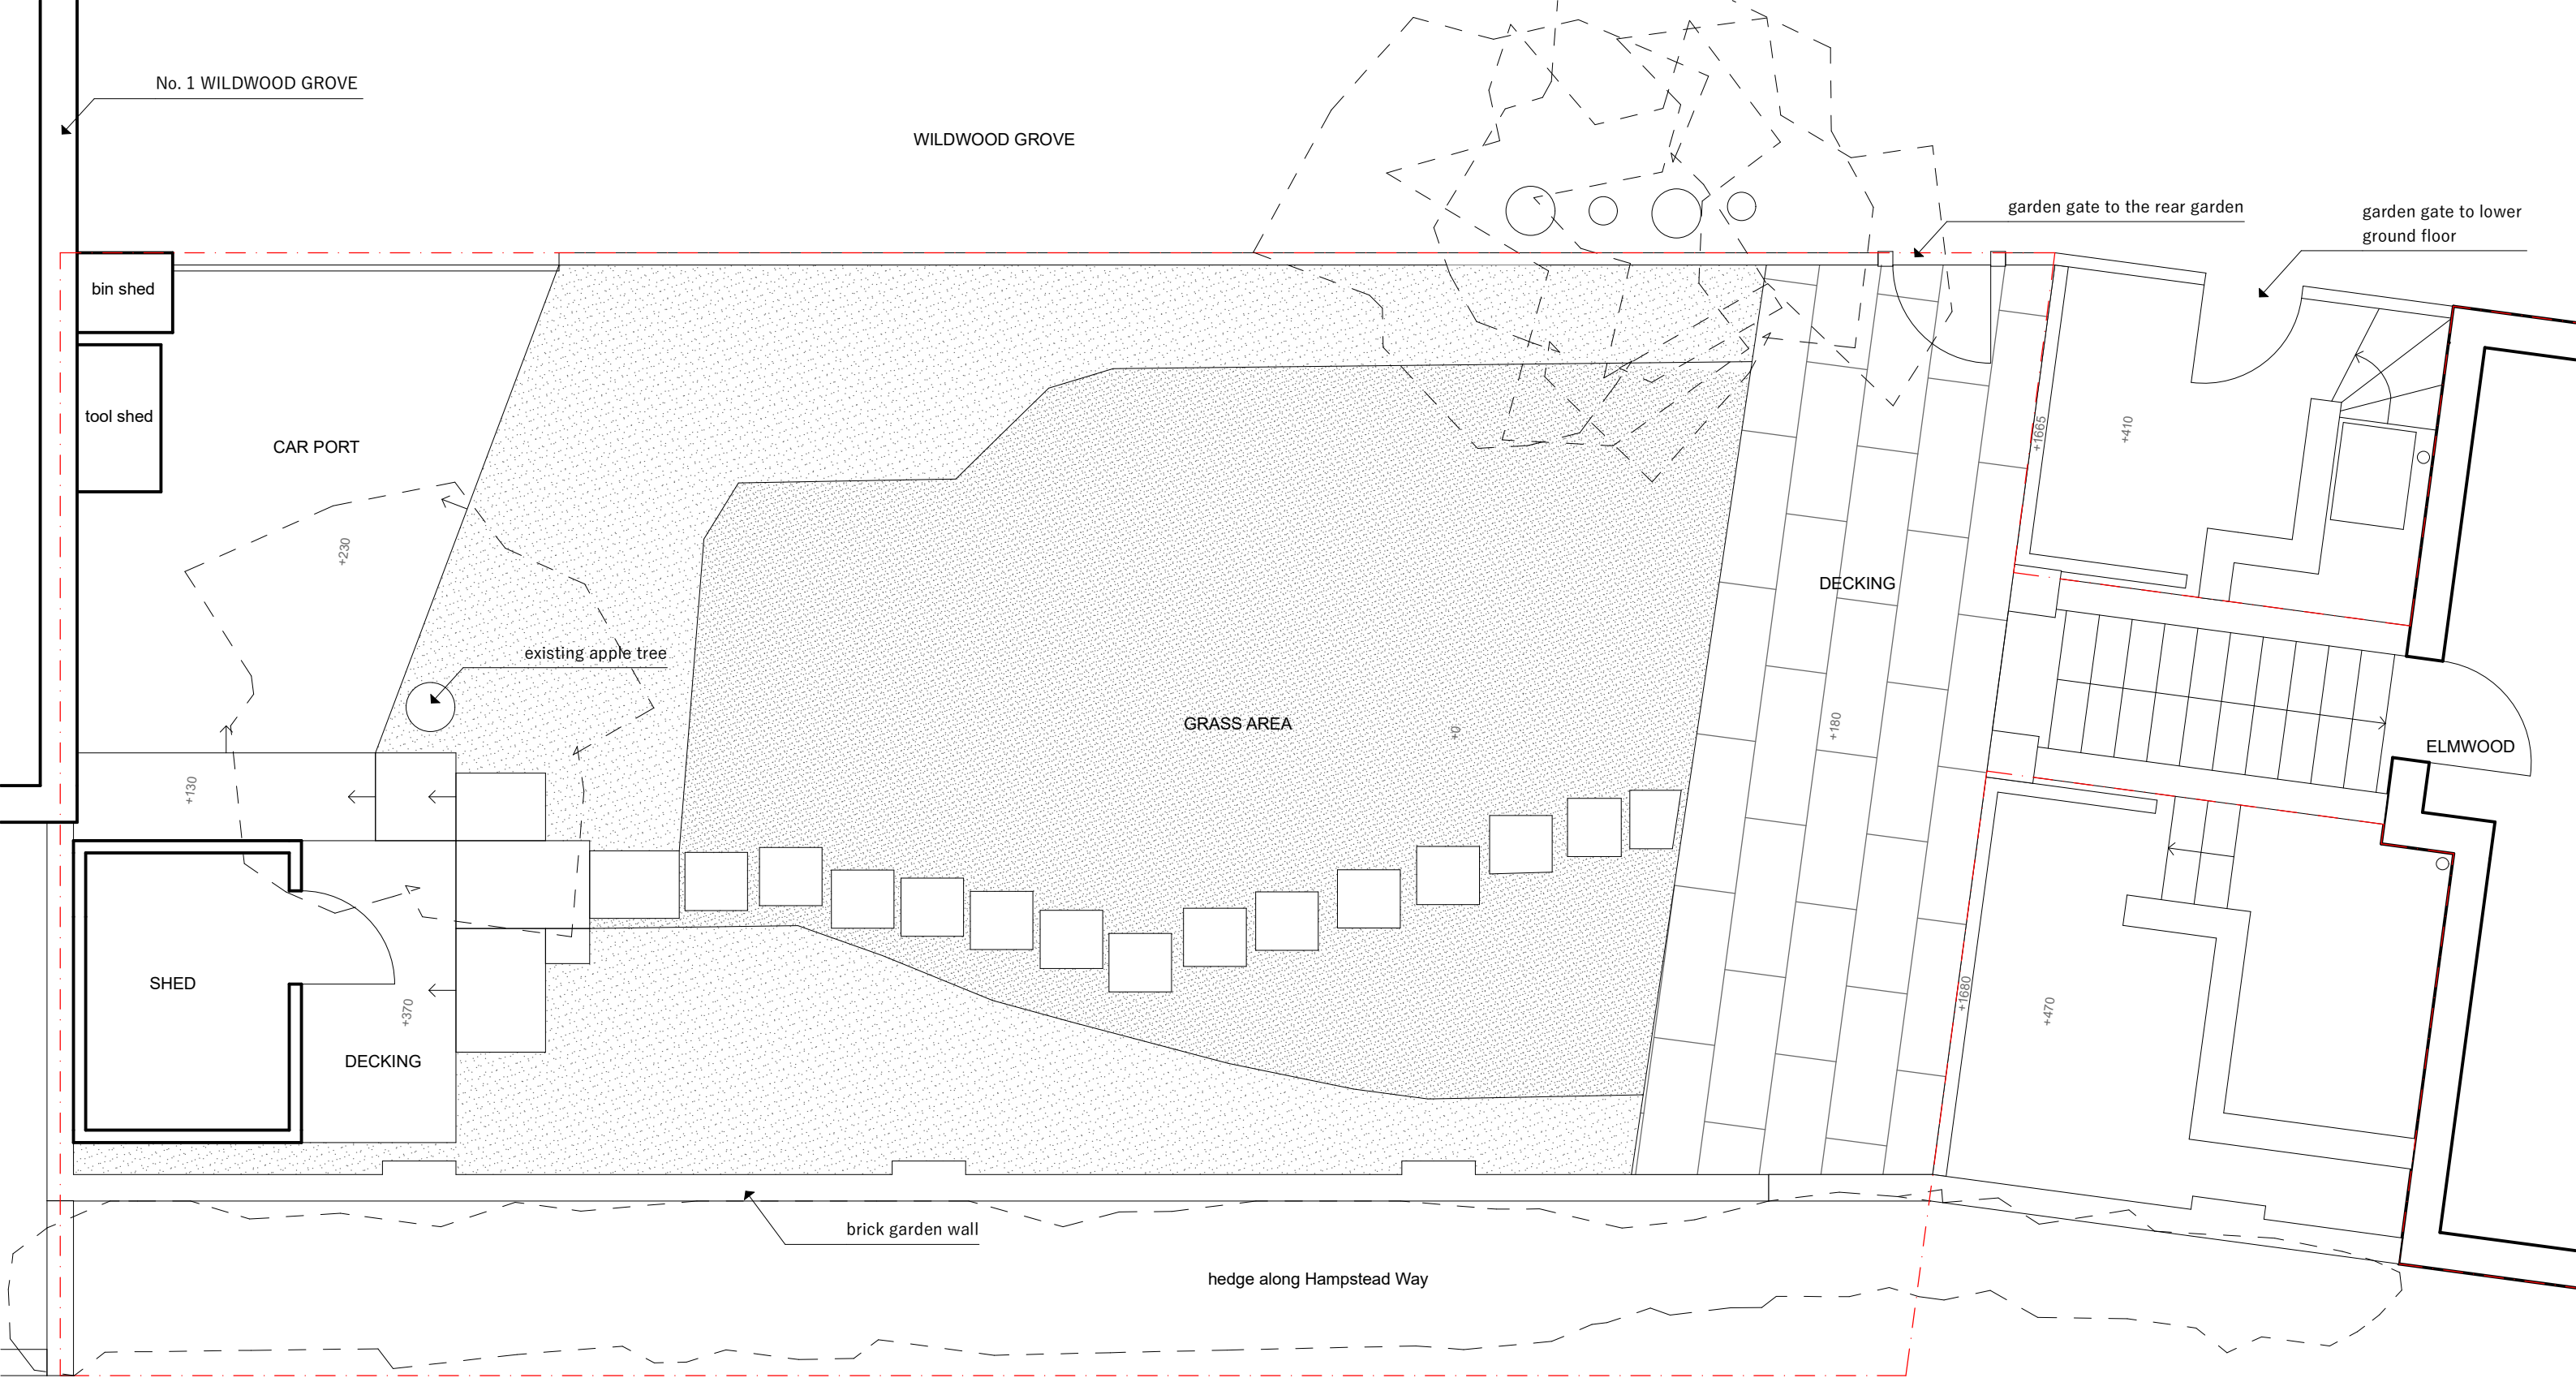 No. 1 WILDWOOD GROVE
WILDWOOD GROVE
garden gate to the rear garden
garden gate to lower
ground floor
bin shed
tool shed
CAR PORT
+1665
+410
+230
DECKING
existing apple tree
GRASS AREA
+0
+180
ELMWOOD
+130
SHED
+370
+1680
+470
DECKING
brick garden wall
hedge along Hampstead Way